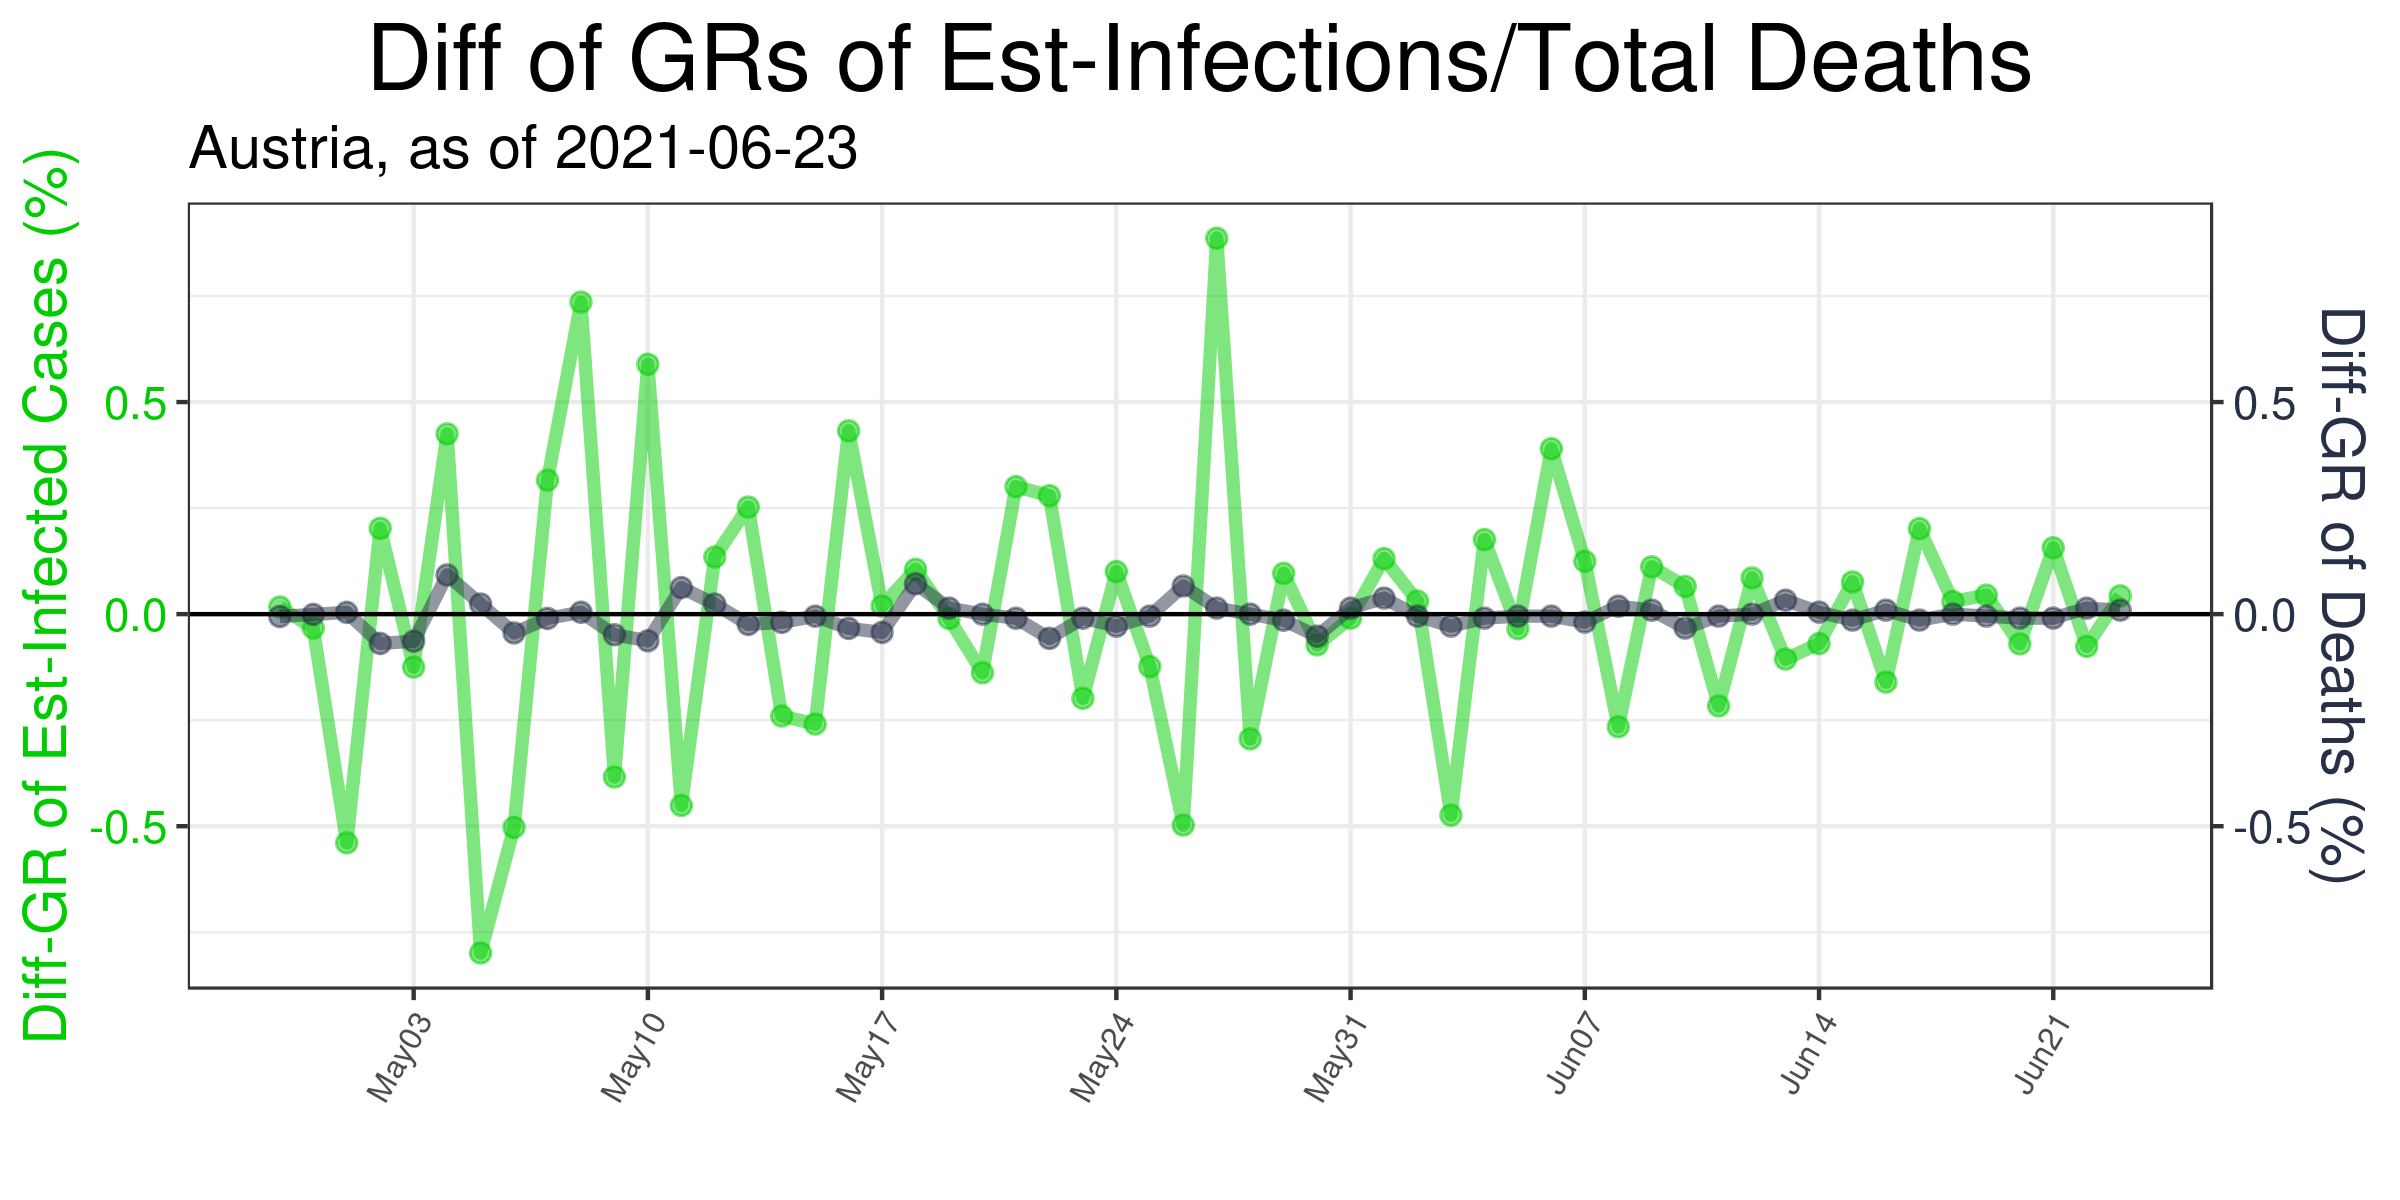 Diff of GRs of Est-Infections/Total Deaths
Austria, as of 2021-06-23
Diff-GR of Est-Infected Cases (%)
0.5
0.0
-0.5
0.5
0.0
-0.5
Diff-GR of Deaths (%)
May03
May10
May17
May24
May31
Jun07
Jun14
Jun21